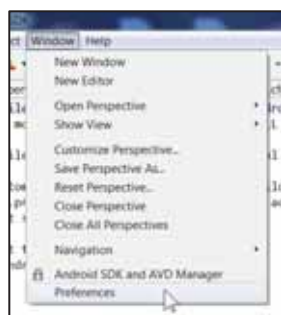 Window Help
New Window
New Editor
Open Perspective
Show View
Customize Perspective...
Save Perspective As...
Reset Perspective...
Close Perspective
Close All Perspectives
Navigation
Android SDK and AVD Manager
Preferences